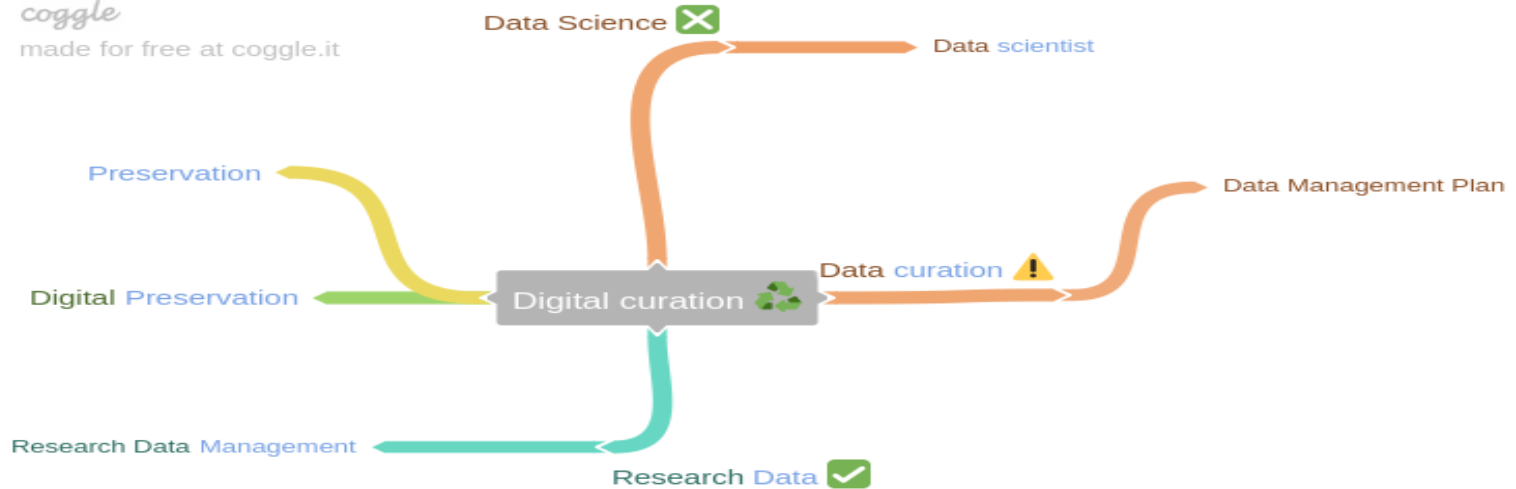 coggle
made for free at coggle.it
Data Science
Data scientist
Preservation
Data Management Plan
Digital Preservation
Digital curation
Data curation
Research Data Management
Research Data